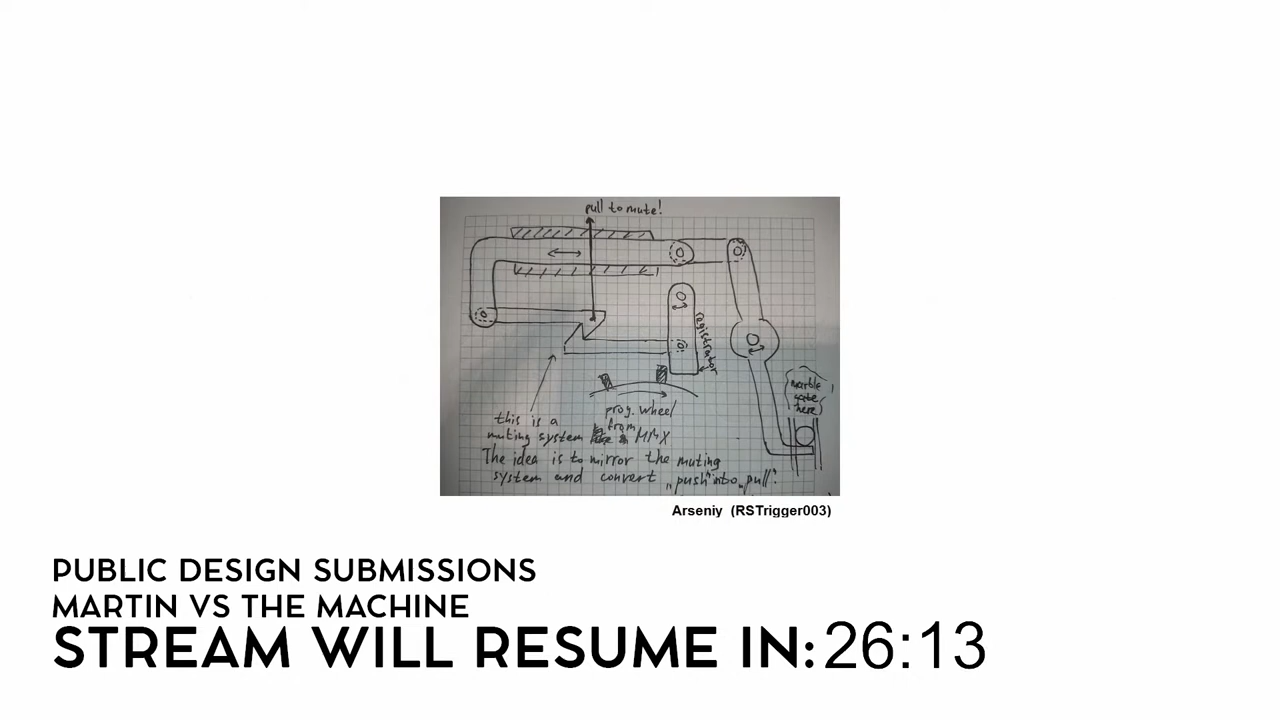 pull to mute!
registrator
marble
gate
here
prog. wheel
from
MMX
this is a
muting system
The idea is to mirror the muting
system and convert „push" into „pull".
Arseniy (RSTrigger003)
PUBLIC DESIGN SUBMISSIONS
MARTIN VS THE MACHINE
STREAM WILL RESUME IN: 26:13